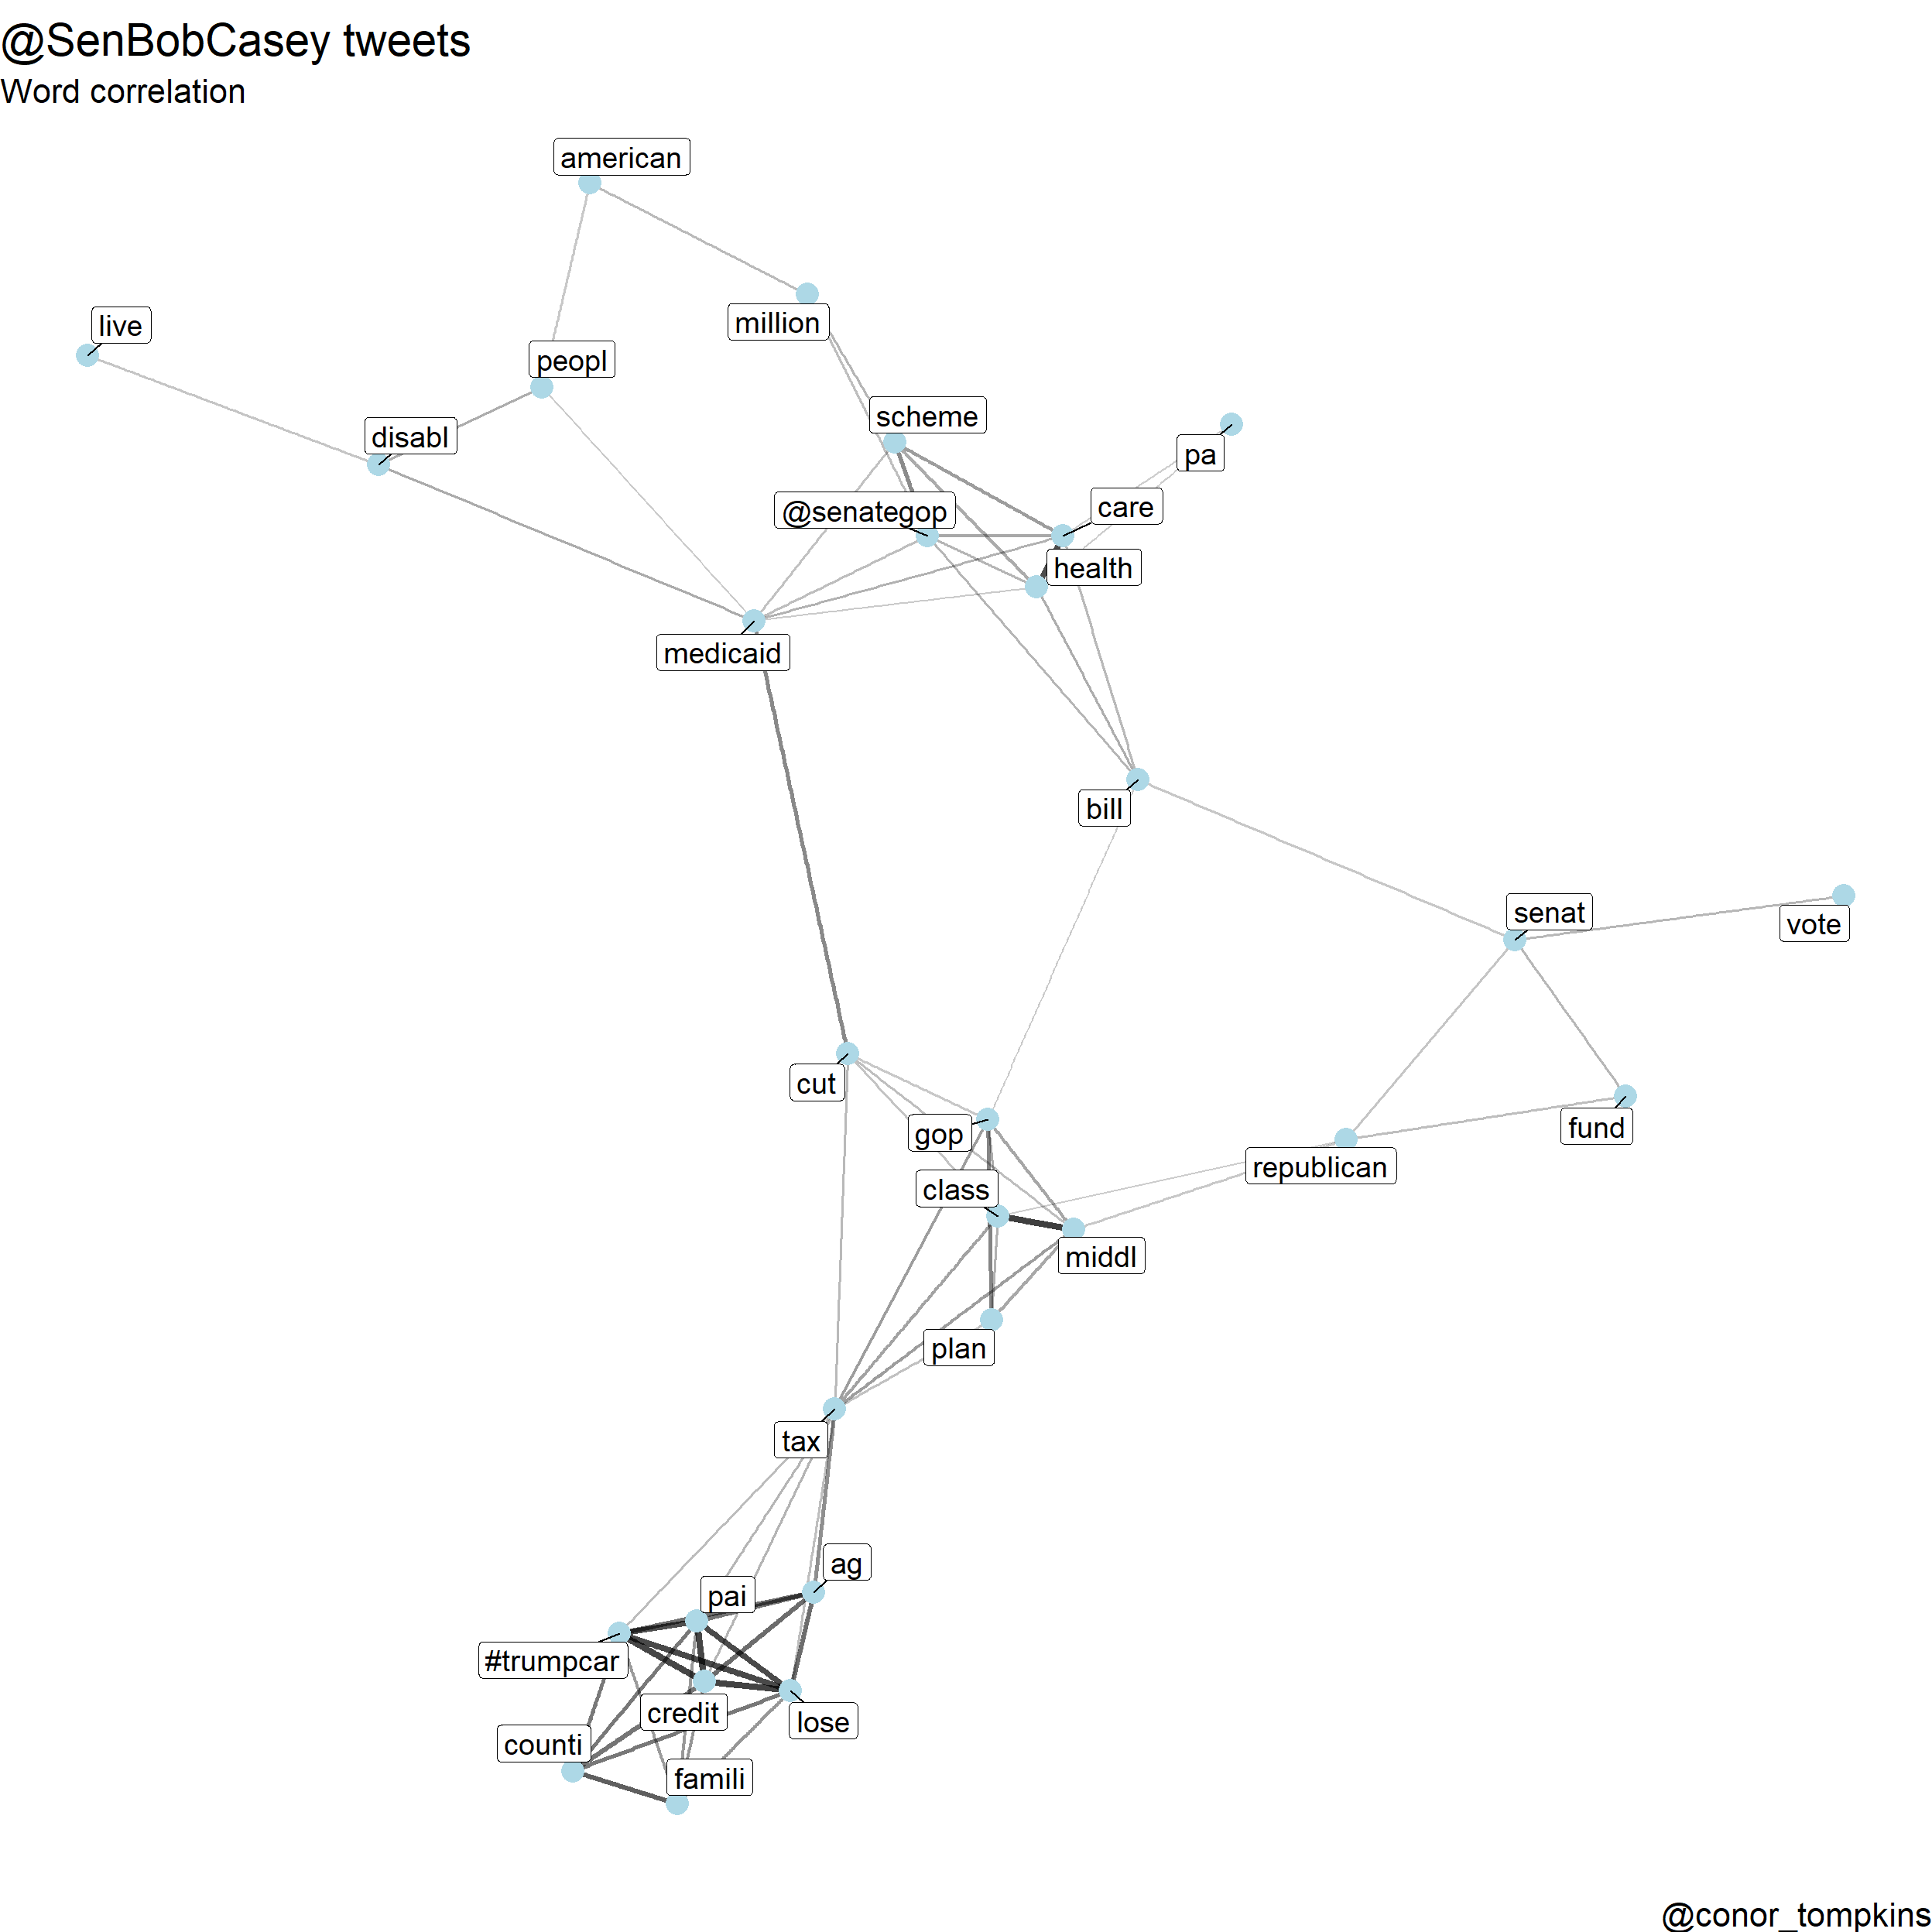 @SenBobCasey tweets
Word correlation
american
million
live
peopl
scheme
disabl
pa
@senategop
care
health
medicaid
bill
senat
vote
cut
gop
fund
republican
class
middl
plan
tax
ag
pai
#trumpcar
credit
lose
counti
famili
@conor_tompkins